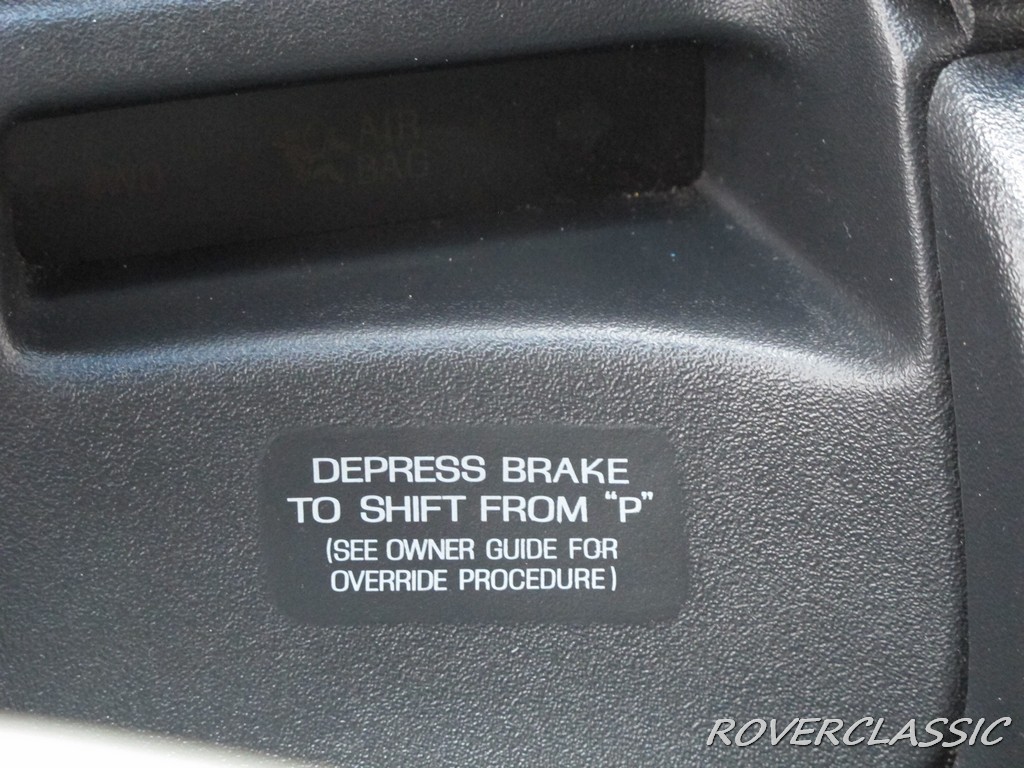 AIR
BAG
DEPRESS BRAKE
TO SHIFT FROM "P"
(SEE OWNER GUIDE FOR
OVERRIDE PROCEDURE)
ROVERCLASSIC